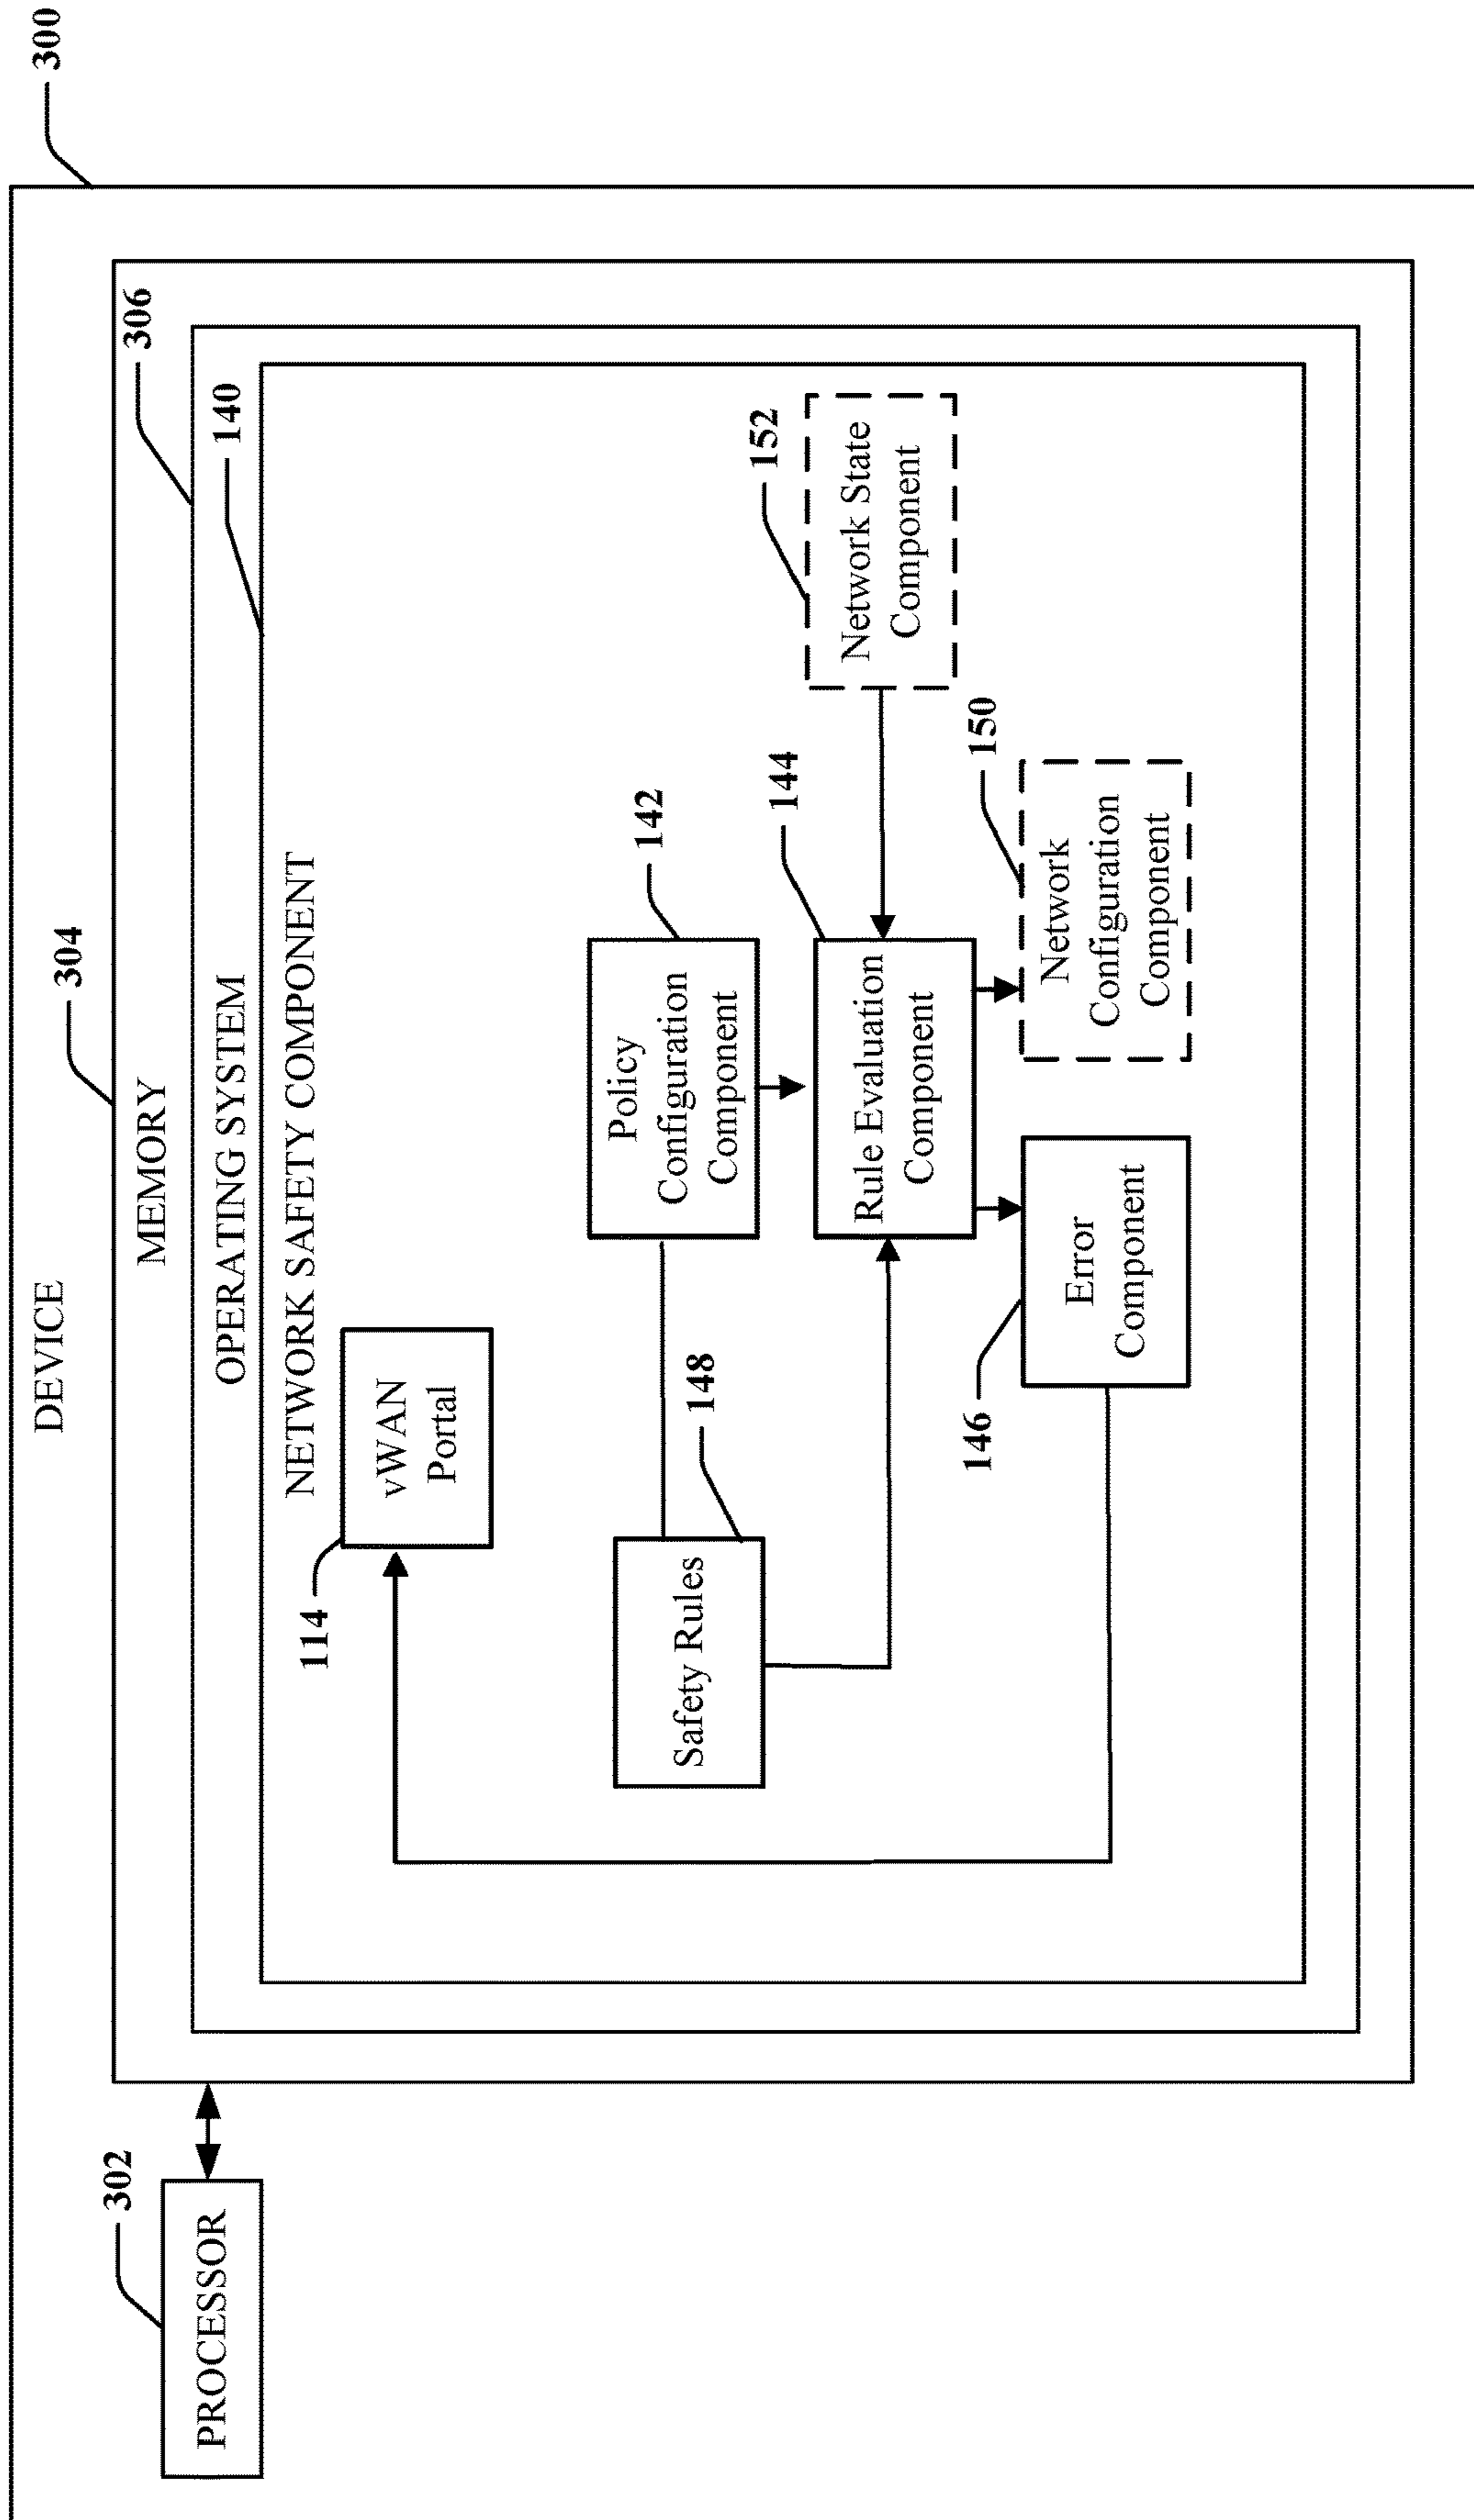 300
DEVICE
304
MEMORY
306
302
PROCESSOR
OPERATING SYSTEM
140
NETWORK SAFETY COMPONENT
114
vWAN
Portal
142
Policy
Configuration
Component
148
Safety Rules
144
Rule Evaluation
Component
152
Network State
Component
146
Error
Component
150
Network
Configuration
Component